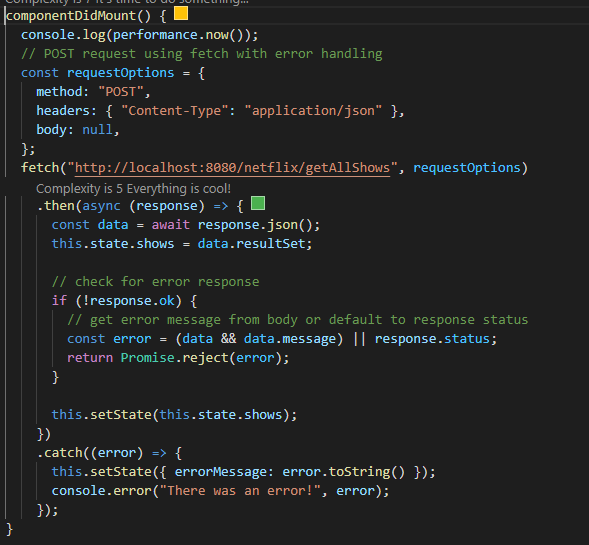 Complexity is 7 It's time to do something...
componentDidMount() {
console.log(performance.now());
// POST request using fetch with error handling
const requestOptions = {
method: "POST",
headers: { "Content-Type": "application/json" },
body: null,
};
fetch("http://localhost:8080/netflix/getAllShows", requestOptions)
Complexity is 5 Everything is cool!
.then(async (response) => {
const data = await response.json();
this.state.shows = data.resultSet;
// check for error response
if (!response.ok) {
// get error message from body or default to response status
const error = (data && data.message) || response.status;
return Promise.reject(error);
}
this.setState(this.state.shows);
})
.catch((error) => {
this.setState({ errorMessage: error.toString() });
console.error("There was an error!", error);
});
}